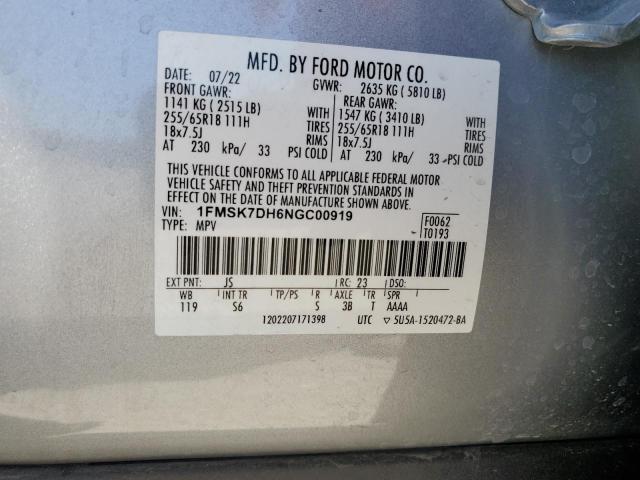 MFD. BY FORD MOTOR CO.
DATE: 07/22 GVWR: 2635 KG ( 5810 LB)
FRONT GAWR: REAR GAWR:
1141 KG ( 2515 LB) WITH 1547 KG ( 3410 LB) WITH
255/65R18 111H TIRES 255/65R18 111H TIRES
18x7.5J RIMS 18x7.5J RIMS
AT 230 kPa/ 33 PSI COLD AT 230 kPa/ 33 PSI COLD
THIS VEHICLE CONFORMS TO ALL APPLICABLE FEDERAL MOTOR
VEHICLE SAFETY AND THEFT PREVENTION STANDARDS IN
EFFECT ON THE DATE OF MANUFACTURE SHOWN ABOVE.
VIN: 1FMSK7DH6NGC00919 F0062
TYPE: MPV T0193
EXT PNT: JS RC: 23 DSO:
WB INT TR TP/PS R AXLE TR SPR
119 S6 S 3B T AAAA
1202207171398 UTC ▽ 5U5A-1520472-BA